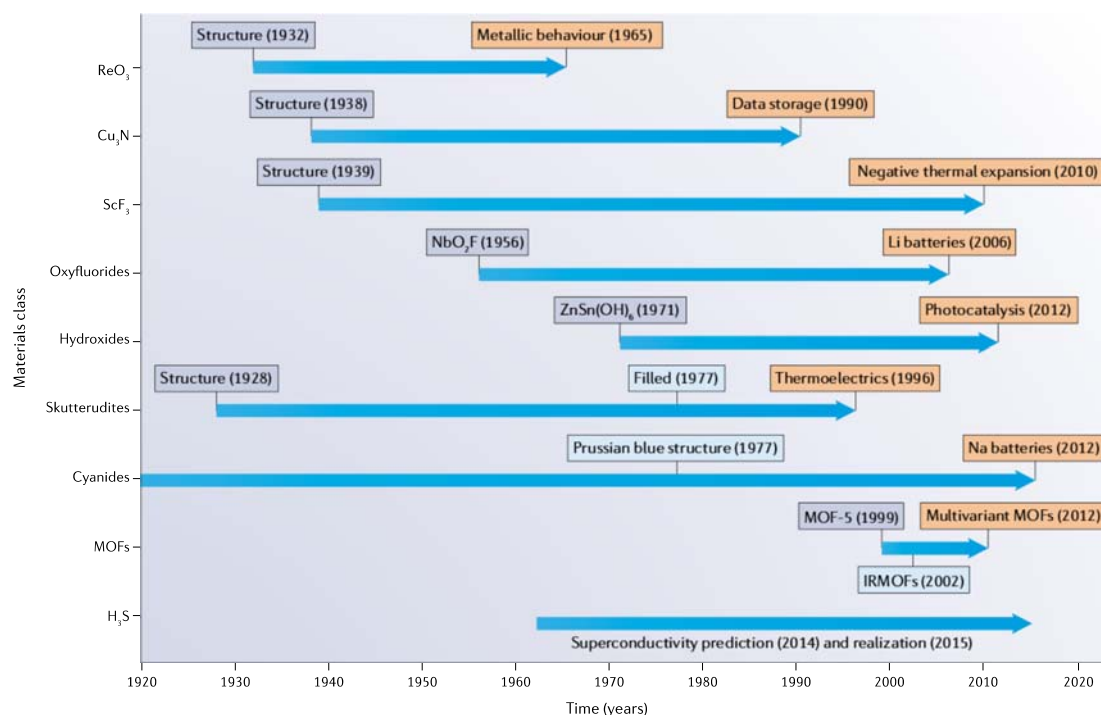 Structure (1932) Metallic behaviour (1965)
ReO₃
Structure (1938) Data storage (1990)
Cu₃N
Structure (1939) Negative thermal expansion (2010)
ScF₃
NbO₂F (1956) Li batteries (2006)
Oxyfluorides
ZnSn(OH)₆ (1971) Photocatalysis (2012)
Hydroxides
Structure (1928) Filled (1977) Thermoelectrics (1996)
Skutterudites
Prussian blue structure (1977) Na batteries (2012)
Cyanides
MOF-5 (1999) Multivariant MOFs (2012)
MOFs
IRMOFs (2002)
H₃S
Superconductivity prediction (2014) and realization (2015)
Materials class
1920 1930 1940 1950 1960 1970 1980 1990 2000 2010 2020
Time (years)